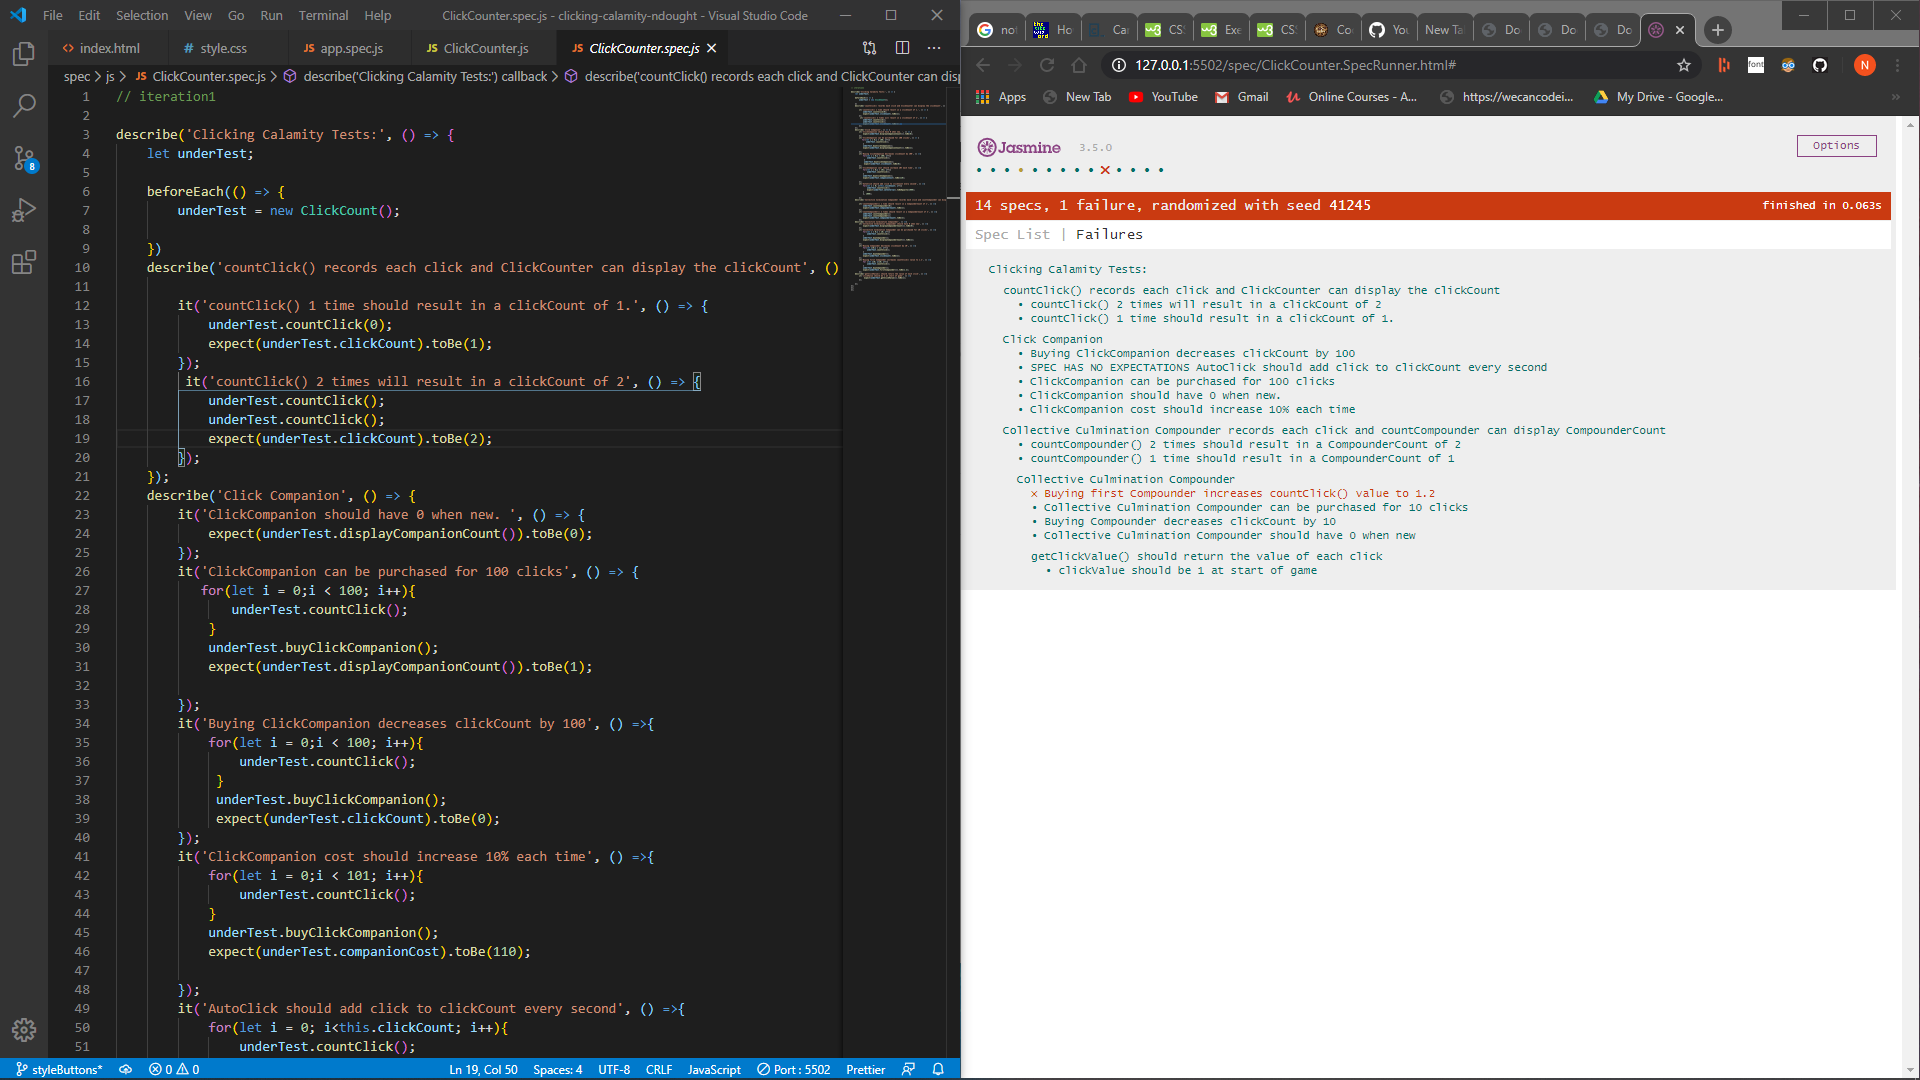 File Edit Selection View Go Run Terminal Help
ClickCounter.spec.js - clicking-calamity-ndought - Visual Studio Code
<> index.html # style.css JS app.spec.js JS ClickCounter.js JS ClickCounter.spec.js
spec > js > JS ClickCounter.spec.js > describe('Clicking Calamity Tests:') callback > describe('countClick() records each click and ClickCounter can disp
1 // iteration1
2
3 describe('Clicking Calamity Tests:', () => {
4 let underTest;
5
6 beforeEach(() => {
7 underTest = new ClickCount();
8
9 })
10 describe('countClick() records each click and ClickCounter can display the clickCount', ()
11
12 it('countClick() 1 time should result in a clickCount of 1.', () => {
13 underTest.countClick(0);
14 expect(underTest.clickCount).toBe(1);
15 });
16 it('countClick() 2 times will result in a clickCount of 2', () => {
17 underTest.countClick();
18 underTest.countClick();
19 expect(underTest.clickCount).toBe(2);
20 });
21 });
22 describe('Click Companion', () => {
23 it('ClickCompanion should have 0 when new. ', () => {
24 expect(underTest.displayCompanionCount()).toBe(0);
25 });
26 it('ClickCompanion can be purchased for 100 clicks', () => {
27 for(let i = 0;i < 100; i++){
28 underTest.countClick();
29 }
30 underTest.buyClickCompanion();
31 expect(underTest.displayCompanionCount()).toBe(1);
32
33 });
34 it('Buying ClickCompanion decreases clickCount by 100', () =>{
35 for(let i = 0;i < 100; i++){
36 underTest.countClick();
37 }
38 underTest.buyClickCompanion();
39 expect(underTest.clickCount).toBe(0);
40 });
41 it('ClickCompanion cost should increase 10% each time', () =>{
42 for(let i = 0;i < 101; i++){
43 underTest.countClick();
44 }
45 underTest.buyClickCompanion();
46 expect(underTest.companionCost).toBe(110);
47
48 });
49 it('AutoClick should add click to clickCount every second', () =>{
50 for(let i = 0; i<this.clickCount; i++){
51 underTest.countClick();
8
styleButtons* 0 0 Ln 19, Col 50 Spaces: 4 UTF-8 CRLF JavaScript Port : 5502 Prettier
no Ho Ca CS Exe CS Co Yo New Ta Do Do Do
127.0.0.1:5502/spec/ClickCounter.SpecRunner.html# font N
Apps New Tab YouTube Gmail Online Courses - A... https://wecancodei... My Drive - Google... »
Jasmine 3.5.0 Options
14 specs, 1 failure, randomized with seed 41245 finished in 0.063s
Spec List | Failures
Clicking Calamity Tests:
countClick() records each click and ClickCounter can display the clickCount
• countClick() 2 times will result in a clickCount of 2
• countClick() 1 time should result in a clickCount of 1.
Click Companion
• Buying ClickCompanion decreases clickCount by 100
• SPEC HAS NO EXPECTATIONS AutoClick should add click to clickCount every second
• ClickCompanion can be purchased for 100 clicks
• ClickCompanion should have 0 when new.
• ClickCompanion cost should increase 10% each time
Collective Culmination Compounder records each click and countCompounder can display CompounderCount
• countCompounder() 2 times should result in a CompounderCount of 2
• countCompounder() 1 time should result in a CompounderCount of 1
Collective Culmination Compounder
× Buying first Compounder increases countClick() value to 1.2
• Collective Culmination Compounder can be purchased for 10 clicks
• Buying Compounder decreases clickCount by 10
• Collective Culmination Compounder should have 0 when new
getClickValue() should return the value of each click
• clickValue should be 1 at start of game